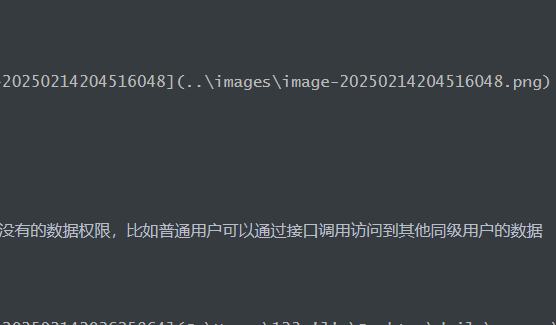 -20250214204516048](..\images\image-20250214204516048.png)
没有的数据权限，比如普通用户可以通过接口调用访问到其他同级用户的数据